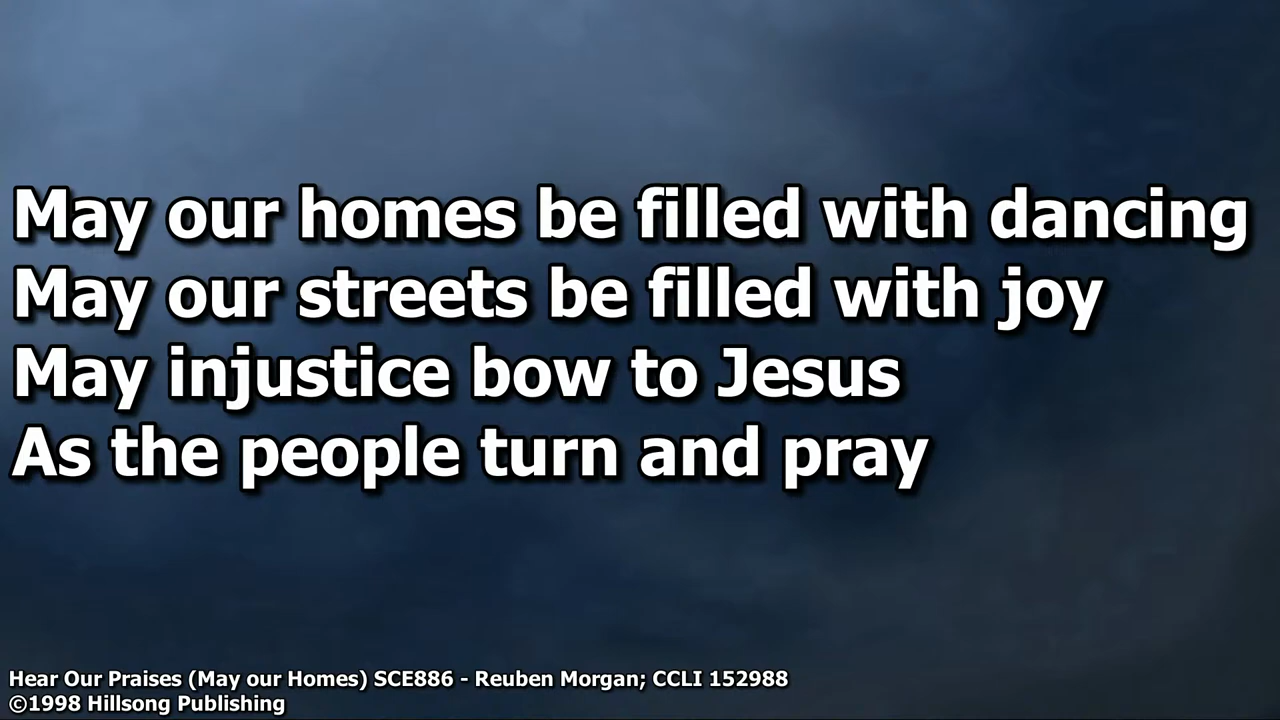 May our homes be filled with dancing
May our streets be filled with joy
May injustice bow to Jesus
As the people turn and pray
Hear Our Praises (May our Homes) SCE886 - Reuben Morgan; CCLI 152988
©1998 Hillsong Publishing